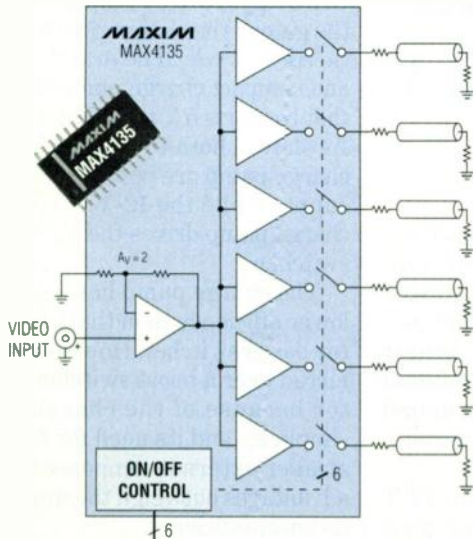 MAXIM
MAX4135
MAXIM
MAX4135
AV=2
-
+
VIDEO
INPUT
ON/OFF
CONTROL
6
6